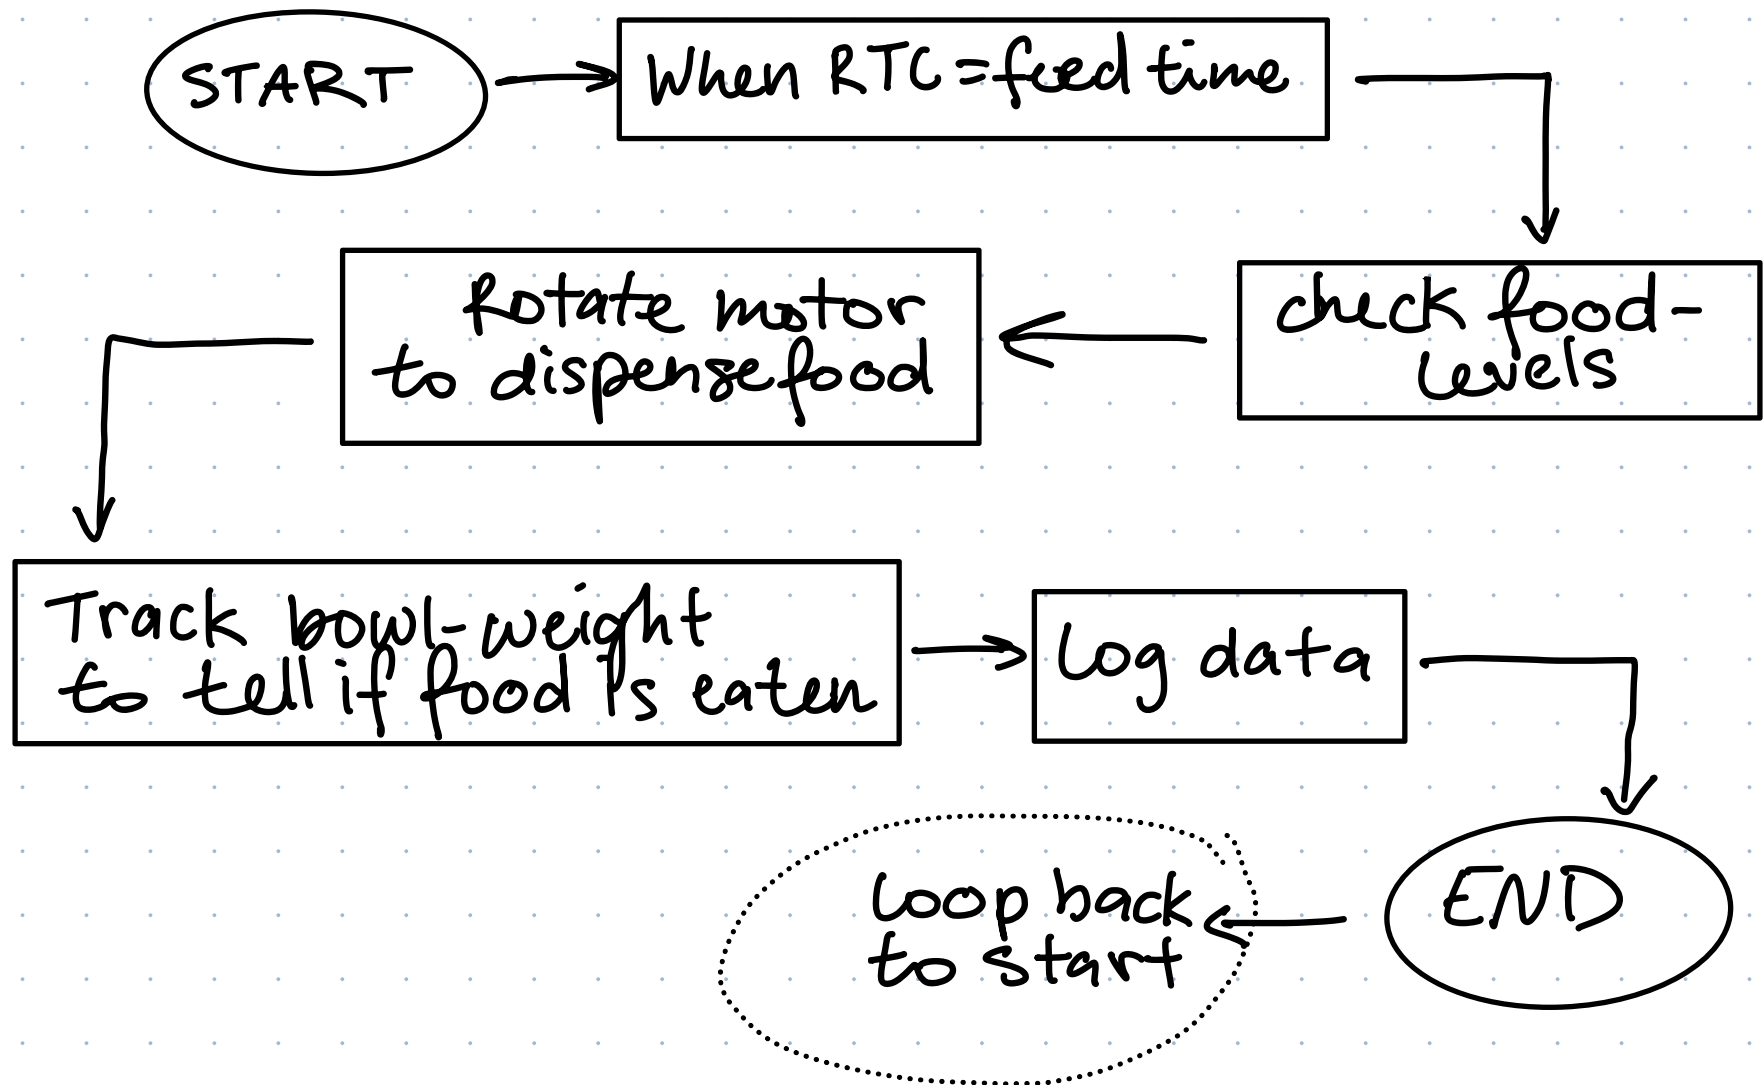 START
When RTC = feed time
check food-
levels
Rotate motor
to dispense food
Track bowl-weight
to tell if food is eaten
Log data
END
Loop back
to start